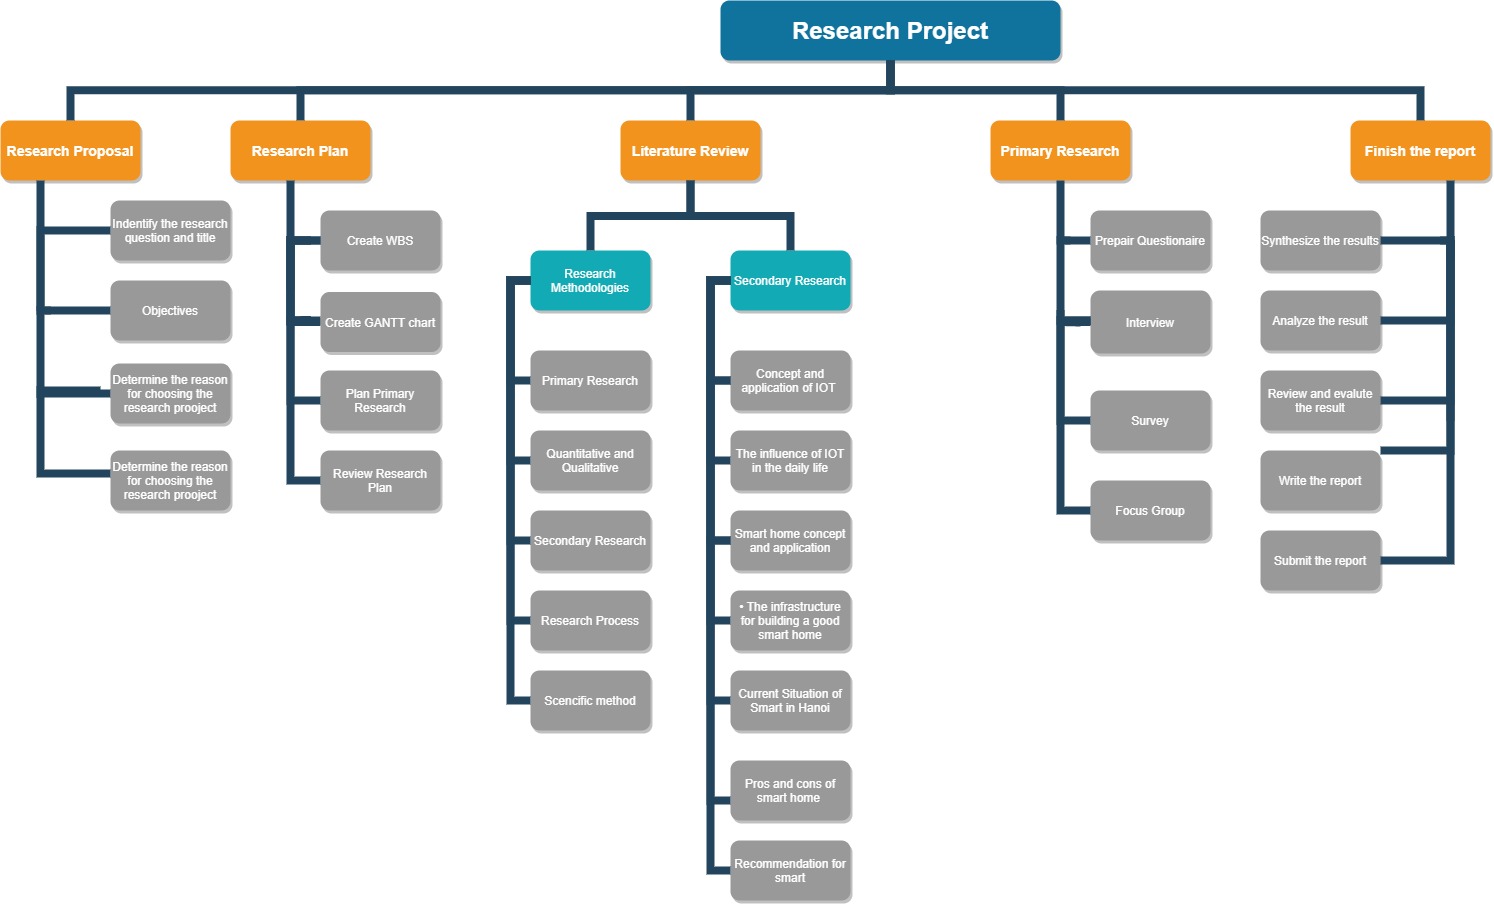 Research Project
Research Proposal
Indentify the research
question and title
Objectives
Determine the reason
for choosing the
research prooject
Determine the reason
for choosing the
research prooject
Research Plan
Create WBS
Create GANTT chart
Plan Primary
Research
Review Research
Plan
Literature Review
Research
Methodologies
Primary Research
Quantitative and
Qualitative
Secondary Research
Research Process
Scencific method
Secondary Research
Concept and
application of IOT
The influence of IOT
in the daily life
Smart home concept
and application
• The infrastructure
for building a good
smart home
Current Situation of
Smart in Hanoi
Pros and cons of
smart home
Recommendation for
smart
Primary Research
Prepair Questionaire
Interview
Survey
Focus Group
Finish the report
Synthesize the results
Analyze the result
Review and evalute
the result
Write the report
Submit the report